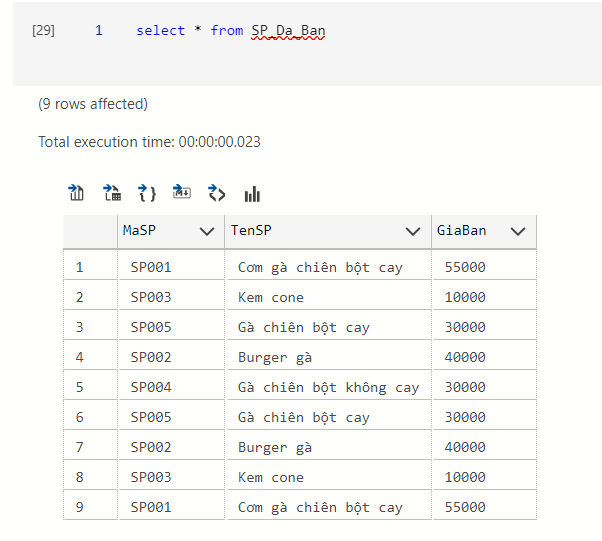 [29] 1 select * from SP_Da_Ban
(9 rows affected)
Total execution time: 00:00:00.023
MaSP TenSP GiaBan
1 SP001 Cơm gà chiên bột cay 55000
2 SP003 Kem cone 10000
3 SP005 Gà chiên bột cay 30000
4 SP002 Burger gà 40000
5 SP004 Gà chiên bột không cay 30000
6 SP005 Gà chiên bột cay 30000
7 SP002 Burger gà 40000
8 SP003 Kem cone 10000
9 SP001 Cơm gà chiên bột cay 55000